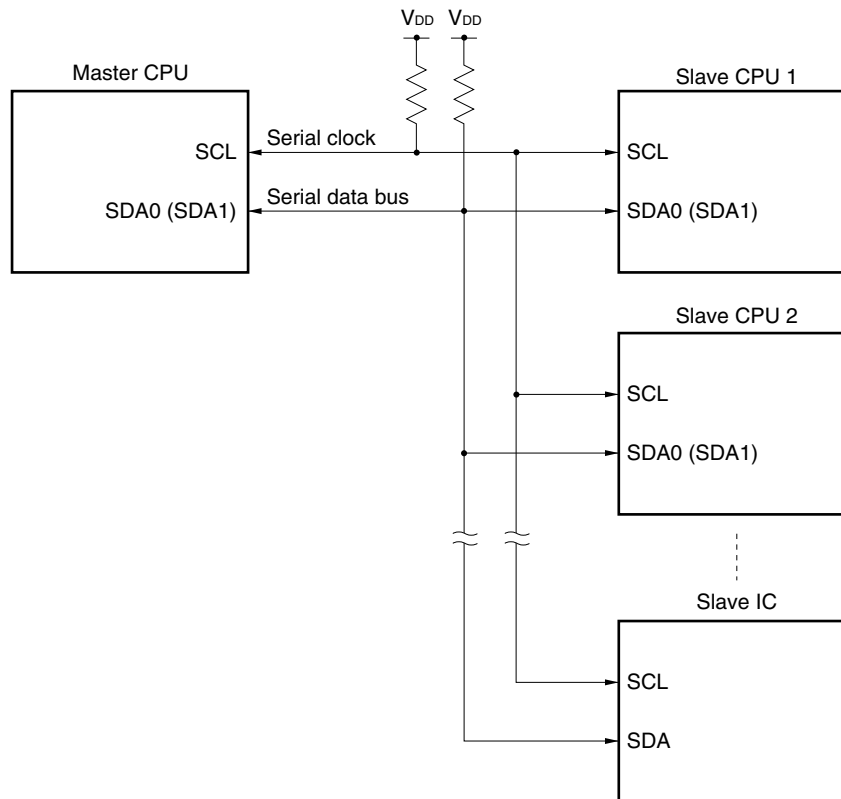 VDD VDD
Master CPU
Slave CPU 1
SCL
Serial clock
SCL
SDA0 (SDA1)
Serial data bus
SDA0 (SDA1)
Slave CPU 2
SCL
SDA0 (SDA1)
Slave IC
SCL
SDA